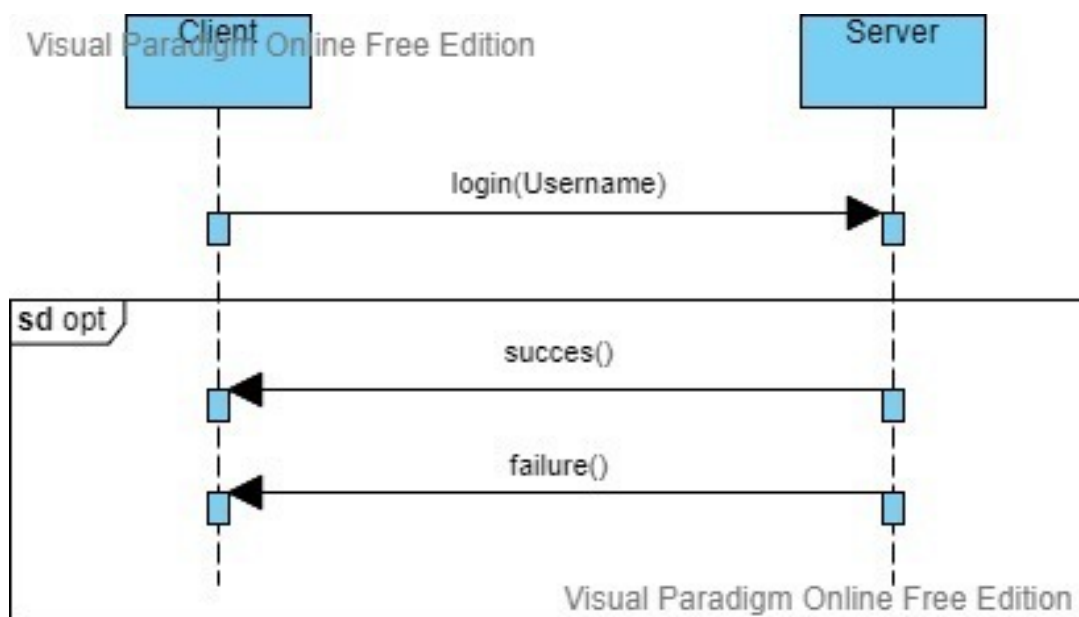 Client
Server
Visual Paradigm Online Free Edition
login(Username)
sd opt
succes()
failure()
Visual Paradigm Online Free Edition